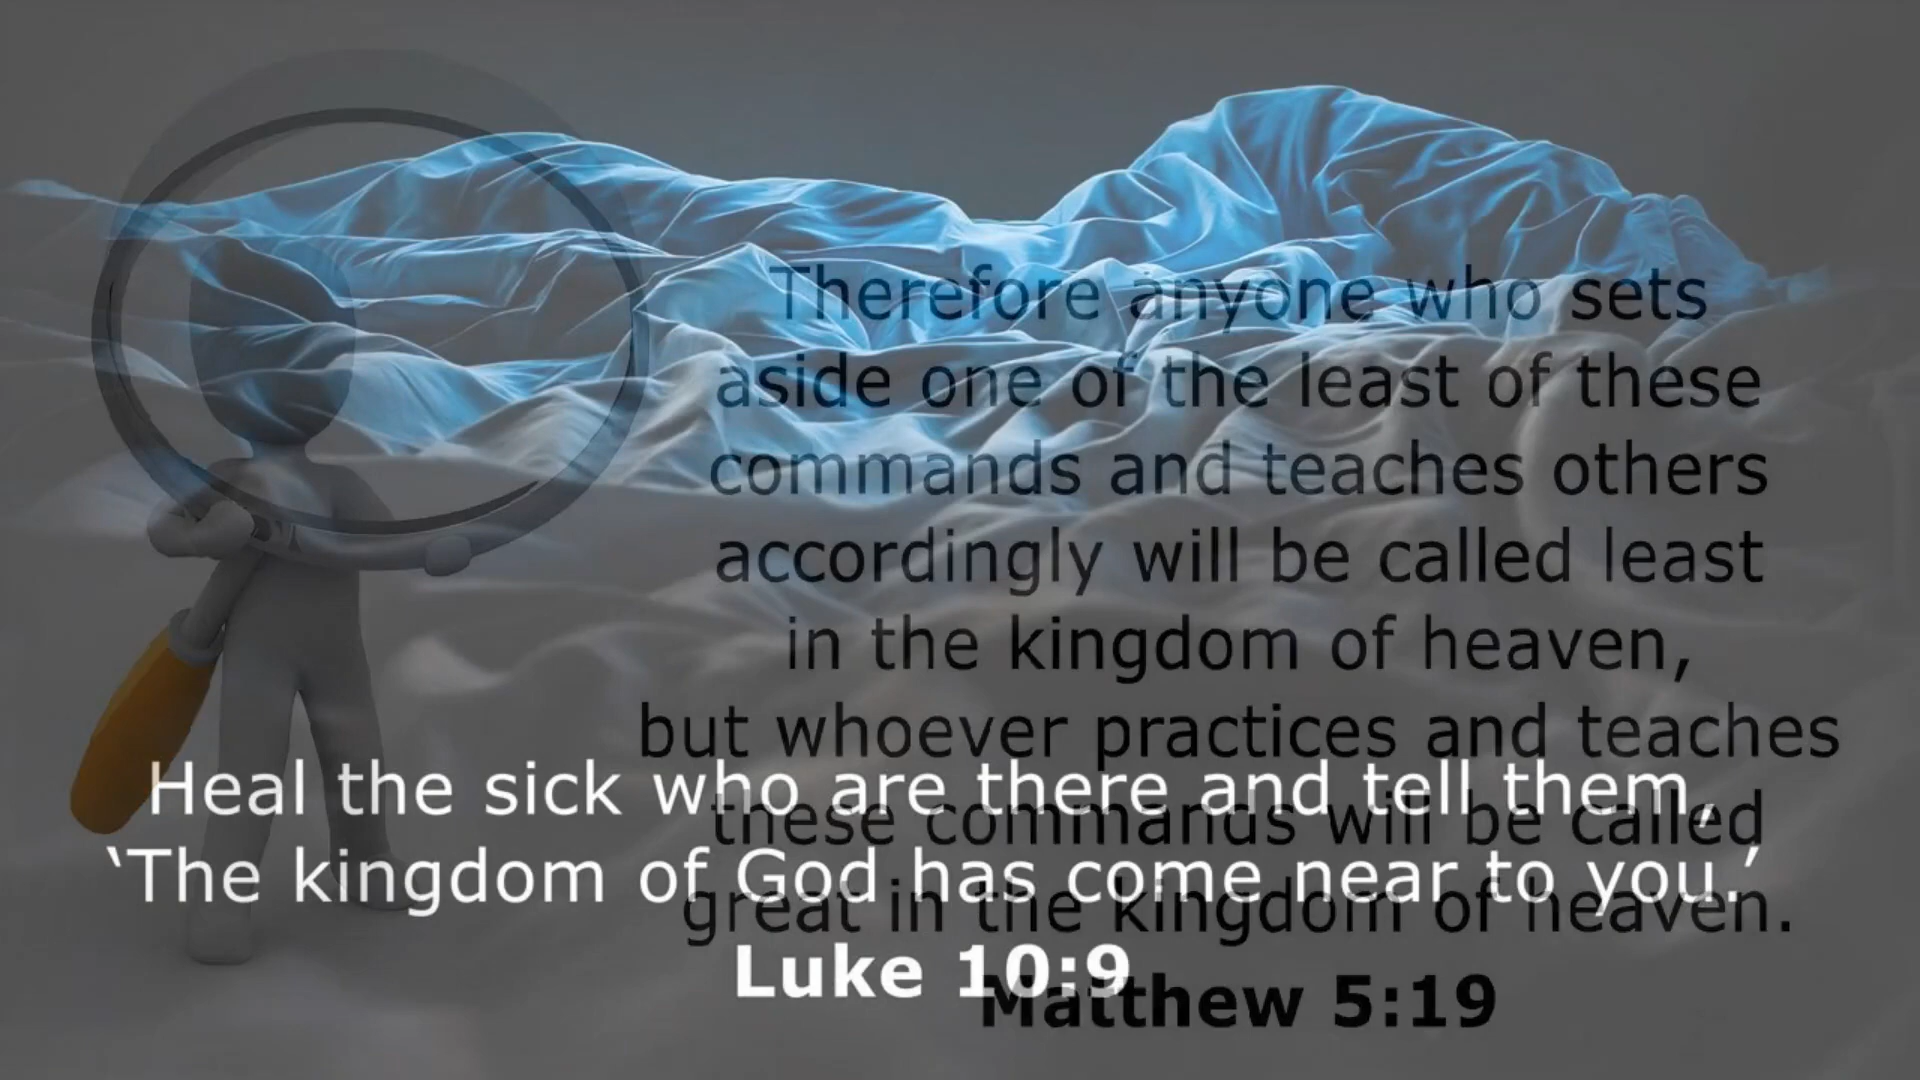 Therefore anyone who sets
aside one of the least of these
commands and teaches others
accordingly will be called least
in the kingdom of heaven,
but whoever practices and teaches
these commands will be called
great in the kingdom of heaven.
Matthew 5:19
Heal the sick who are there and tell them,
‘The kingdom of God has come near to you.’
Luke 10:9